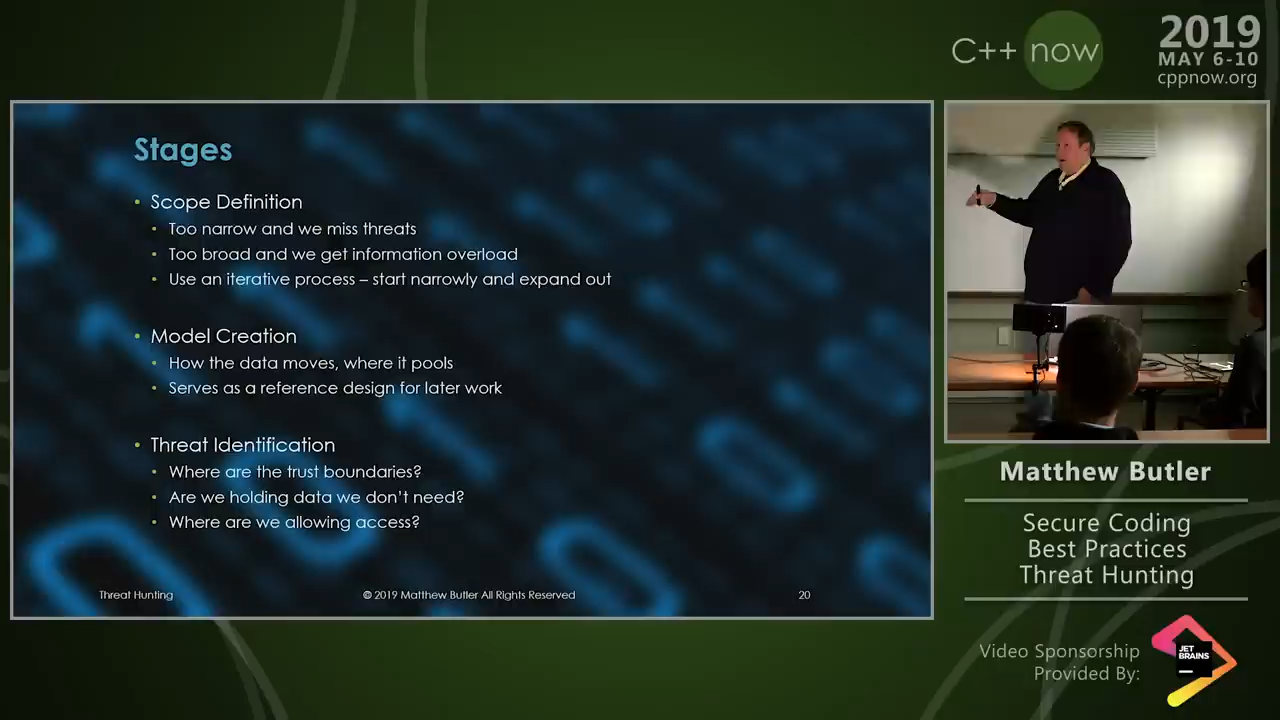 C++ now
2019
MAY 6-10
cppnow.org
Stages
• Scope Definition
• Too narrow and we miss threats
• Too broad and we get information overload
• Use an iterative process – start narrowly and expand out
• Model Creation
• How the data moves, where it pools
• Serves as a reference design for later work
• Threat Identification
• Where are the trust boundaries?
• Are we holding data we don't need?
• Where are we allowing access?
Threat Hunting
© 2019 Matthew Butler All Rights Reserved
20
Matthew Butler
Secure Coding
Best Practices
Threat Hunting
Video Sponsorship
Provided By:
JET
BRAINS